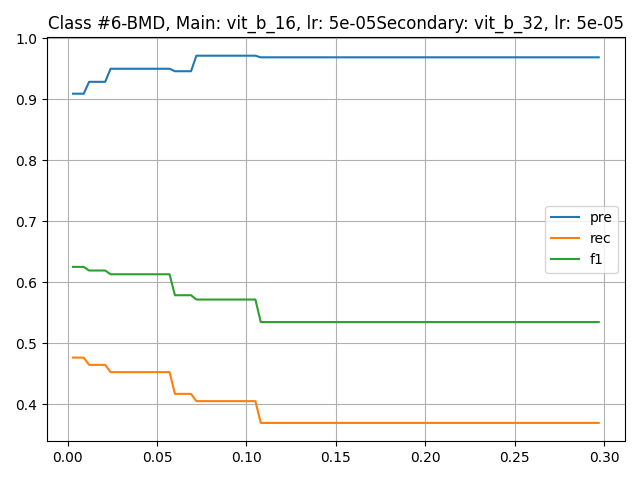 Class #6-BMD, Main: vit_b_16, lr: 5e-05Secondary: vit_b_32, lr: 5e-05
1.0
0.9
0.8
0.7
0.6
0.5
0.4
pre
rec
f1
0.00 0.05 0.10 0.15 0.20 0.25 0.30